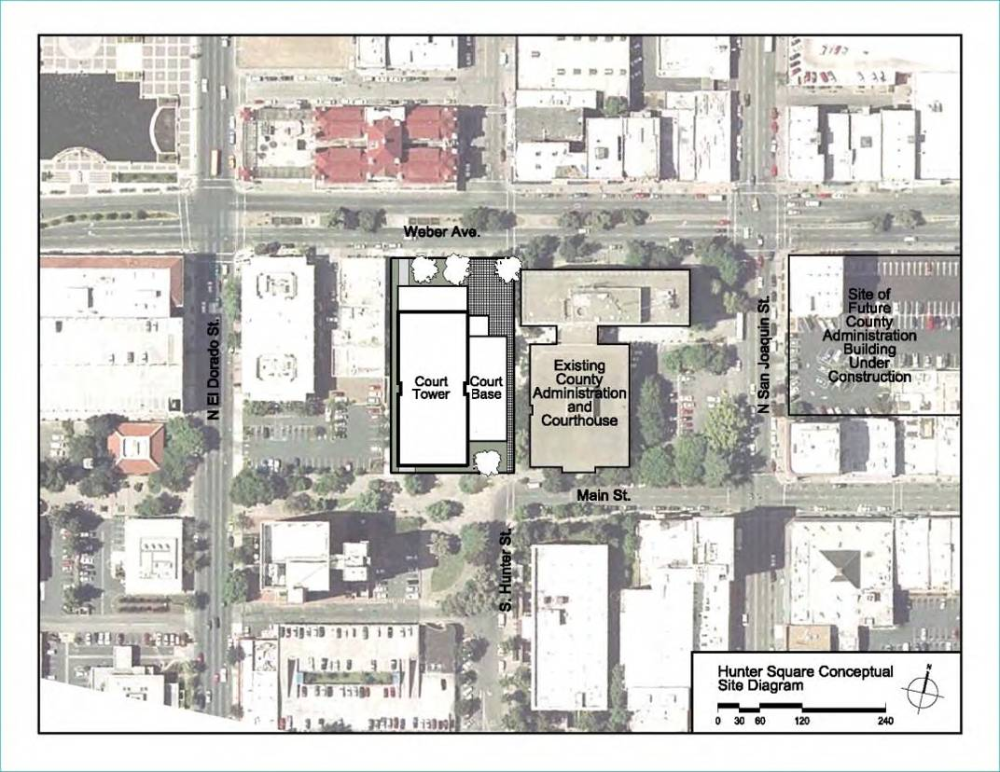 Weber Ave.
N El Dorado St.
Court
Tower
Court
Base
Existing
County
Administration
and
Courthouse
N San Joaquin St.
Site of
Future
County
Administration
Building
Under
Construction
Main St.
S. Hunter St.
Hunter Square Conceptual
Site Diagram
N
0 30 60 120 240